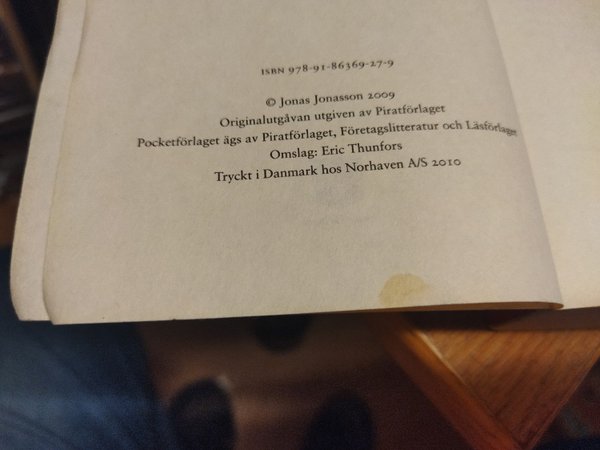 ISBN 978-91-86369-27-9
© Jonas Jonasson 2009
Originalutgåvan utgiven av Piratförlaget
Pocketförlaget ägs av Piratförlaget, Företagslitteratur och Läsförlaget
Omslag: Eric Thunfors
Tryckt i Danmark hos Norhaven A/S 2010